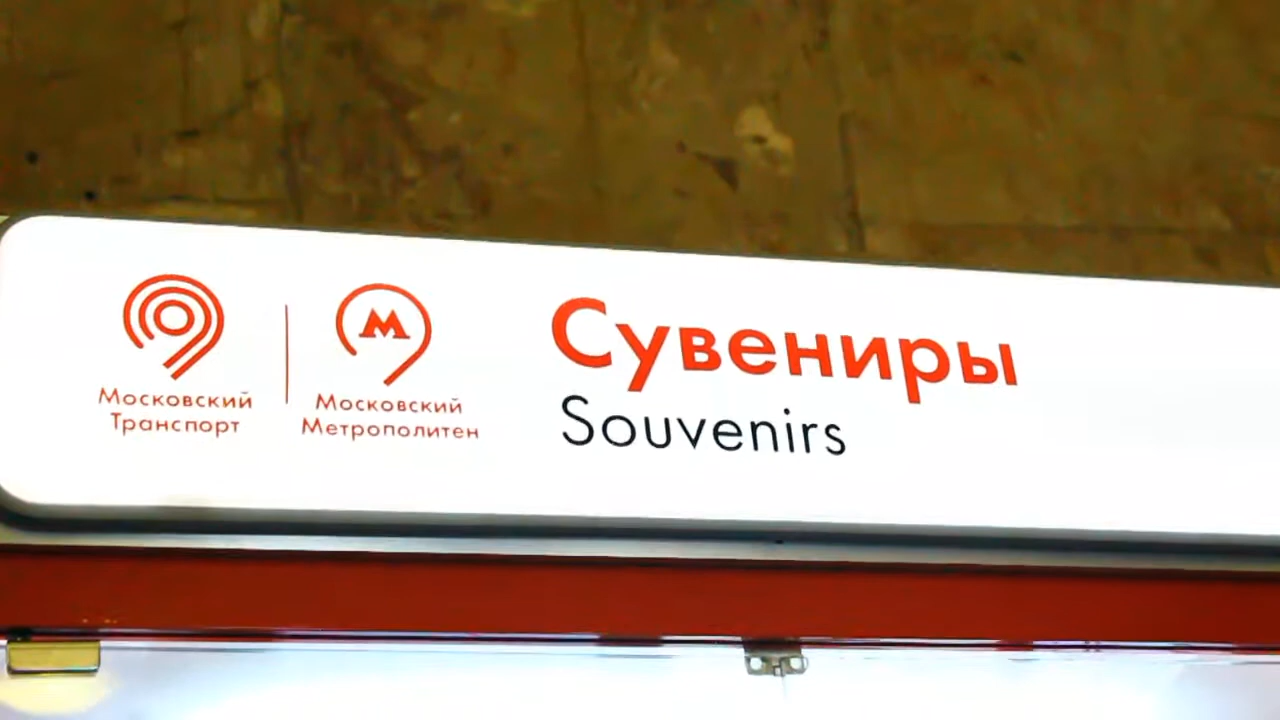 Московский
Транспорт
М
Московский
Метрополитен
Сувениры
Souvenirs